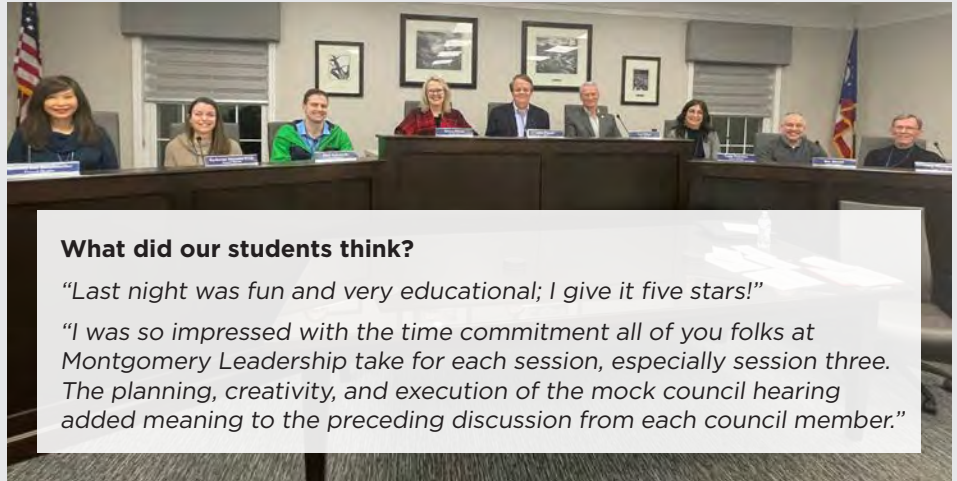 What did our students think?
“Last night was fun and very educational; I give it five stars!”
“I was so impressed with the time commitment all of you folks at
Montgomery Leadership take for each session, especially session three.
The planning, creativity, and execution of the mock council hearing
added meaning to the preceding discussion from each council member.”